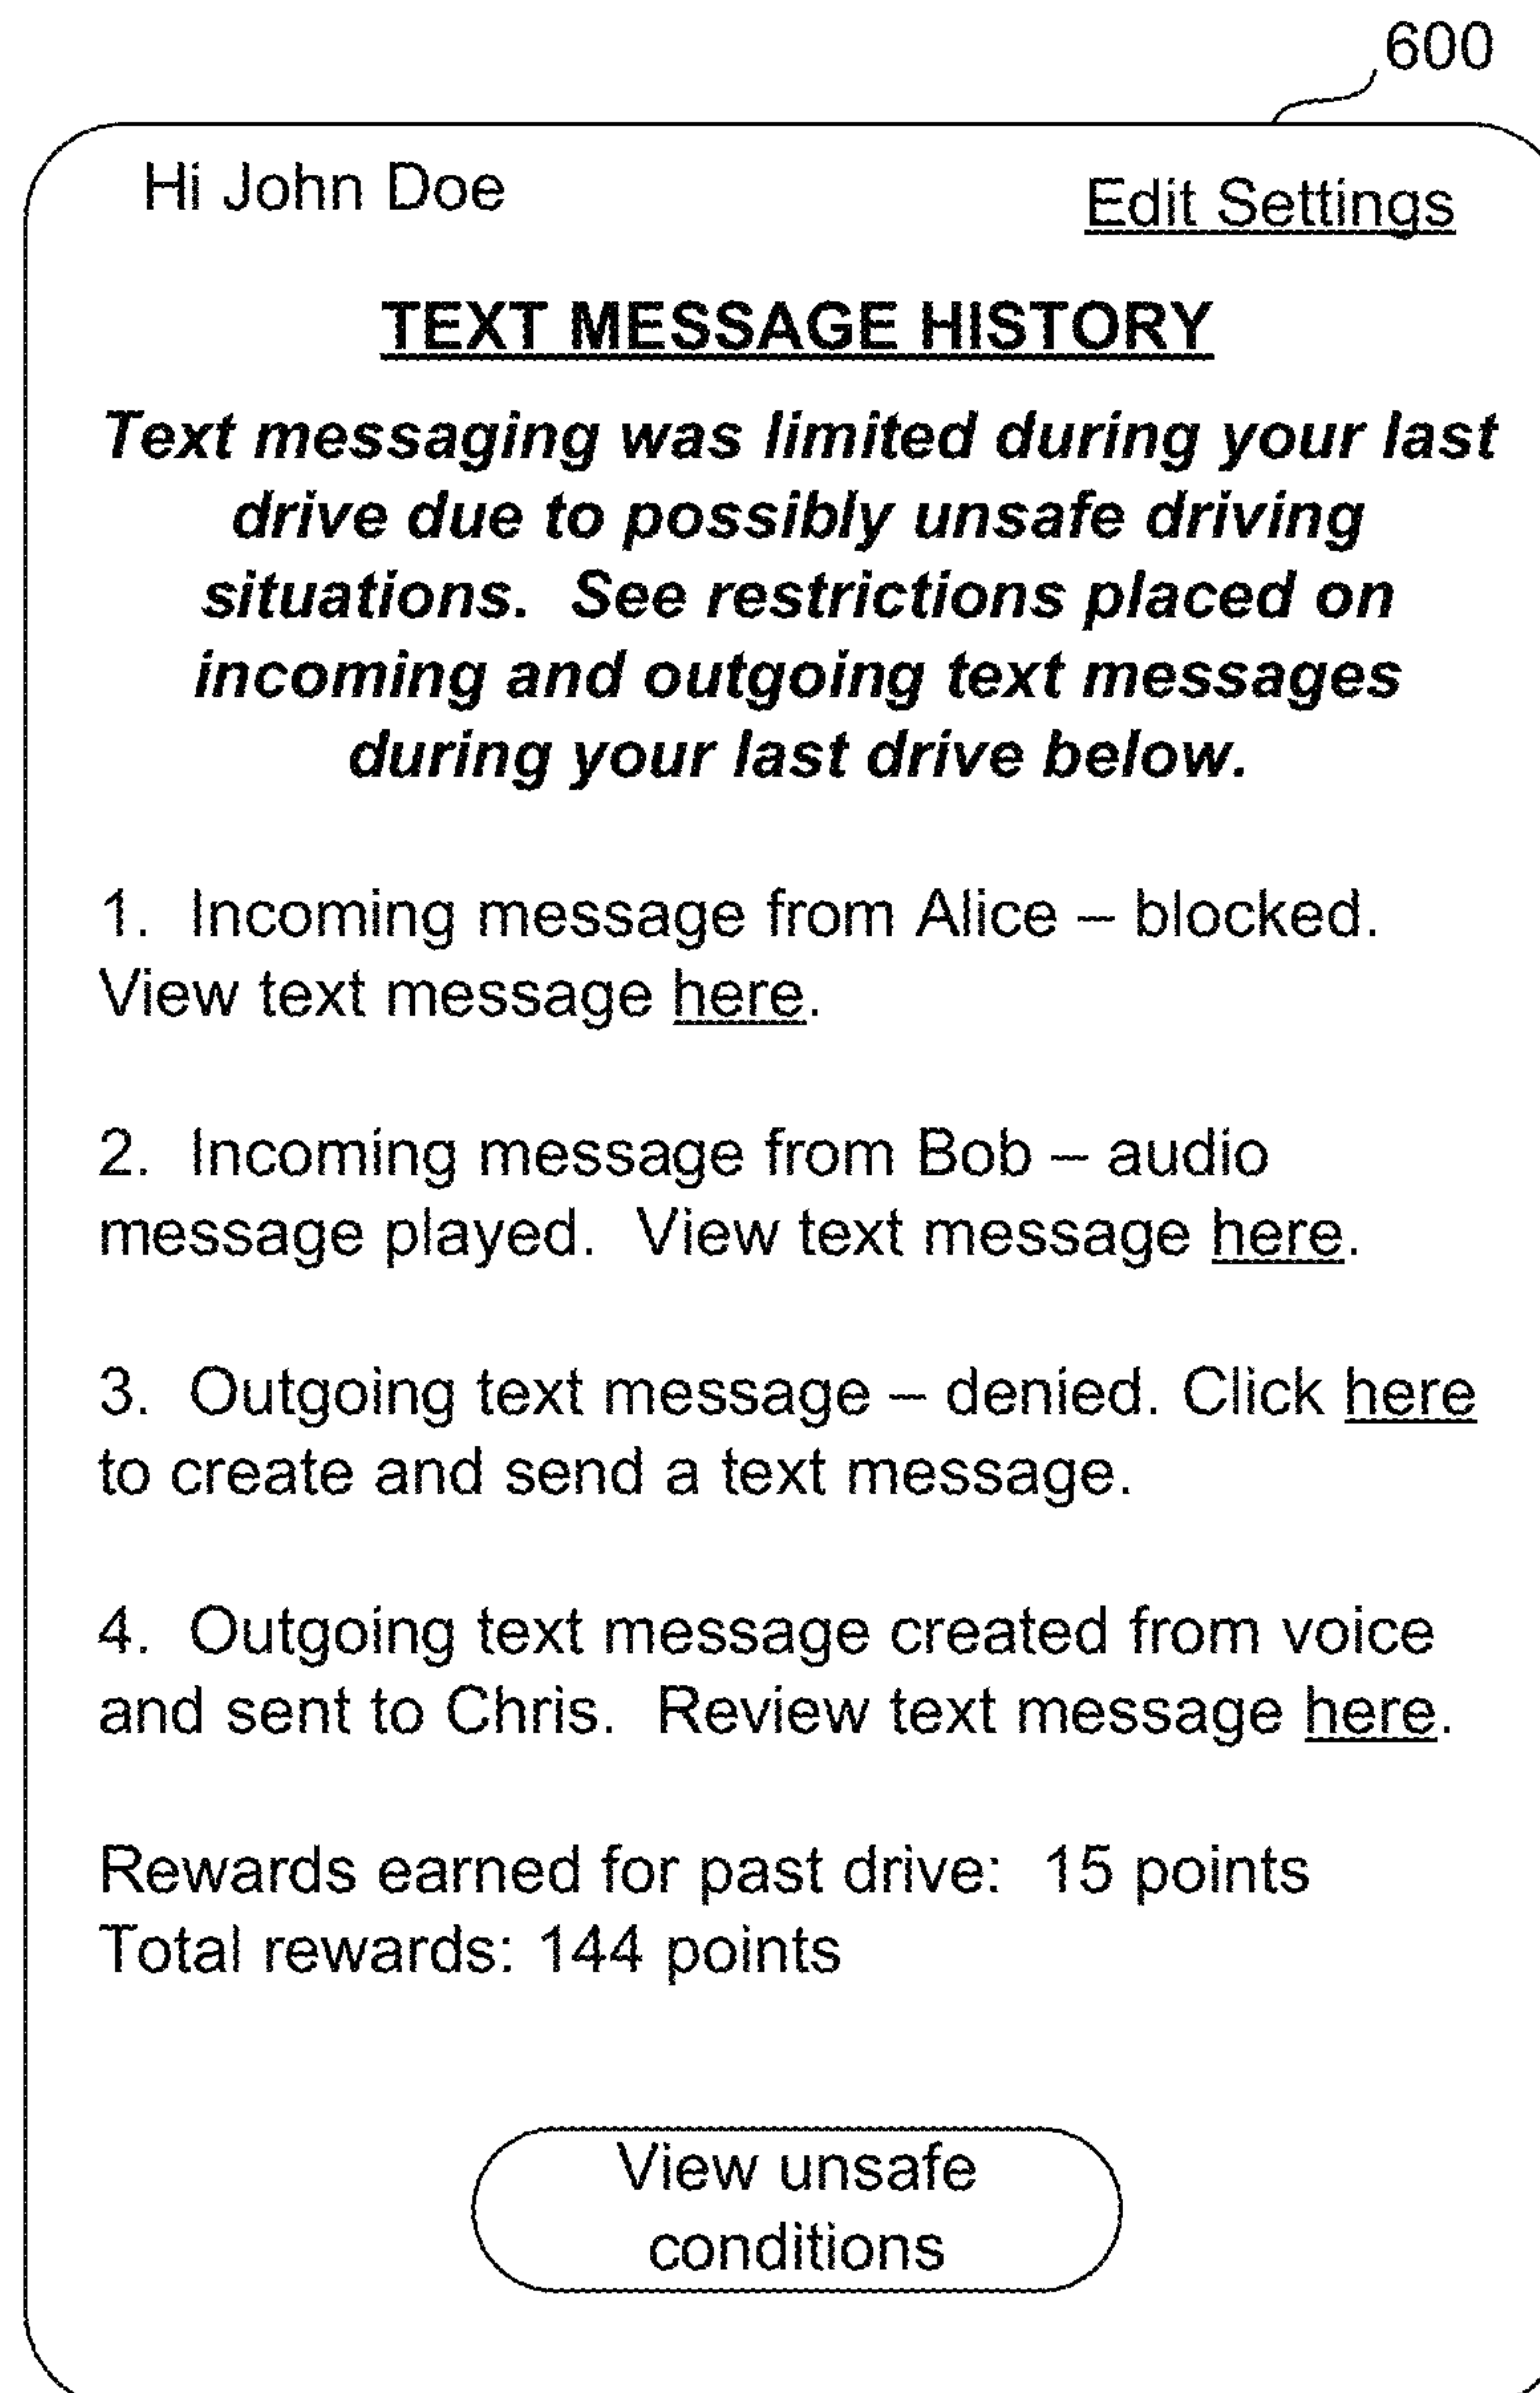 600
Hi John Doe
Edit Settings
TEXT MESSAGE HISTORY
Text messaging was limited during your last
drive due to possibly unsafe driving
situations. See restrictions placed on
incoming and outgoing text messages
during your last drive below.
1. Incoming message from Alice – blocked.
View text message here.
2. Incoming message from Bob – audio
message played. View text message here.
3. Outgoing text message – denied. Click here
to create and send a text message.
4. Outgoing text message created from voice
and sent to Chris. Review text message here.
Rewards earned for past drive: 15 points
Total rewards: 144 points
View unsafe
conditions